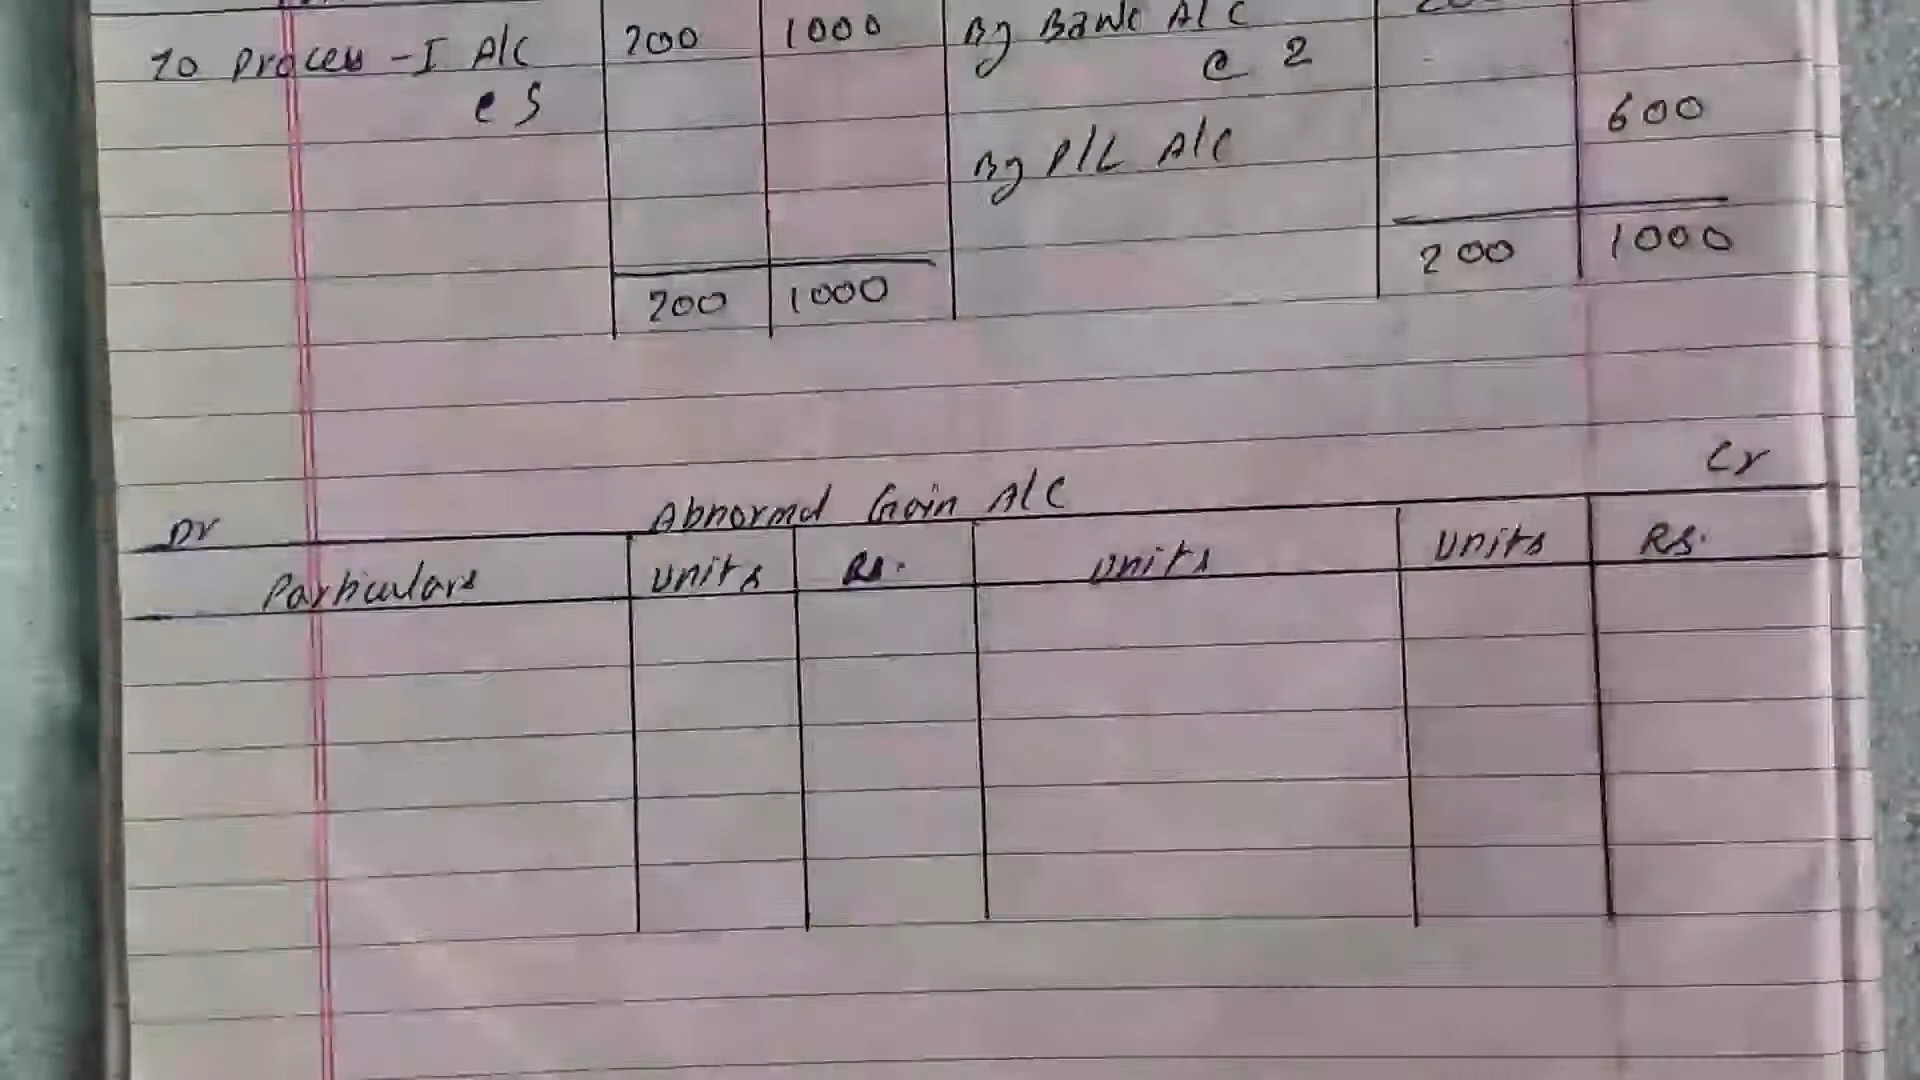 To Process -I A/C 200 1000 By Bank A/C
@ 5 @ 2
By P/L A/C 600
200 1000 200 1000
Cr
Dr Abnormal Gain A/C
Particulars Units Rs. Units Units Rs.